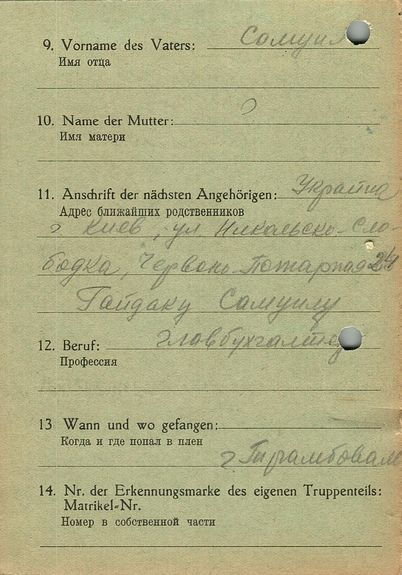 9. Vorname des Vaters: Самуил
Имя отца
10. Name der Mutter: ?
Имя матери
11. Anschrift der nächsten Angehörigen: Украина
Адрес ближайших родственников
г. Киев, ул. Никольско-Сло-
бодка, Червоно Пожарная 24
Гайдаку Самуилу
12. Beruf: главбухгалтер
Профессия
13 Wann und wo gefangen:
Когда и где попал в плен
г.
14. Nr. der Erkennungsmarke des eigenen Truppenteils:
Matrikel-Nr.
Номер в собственной части